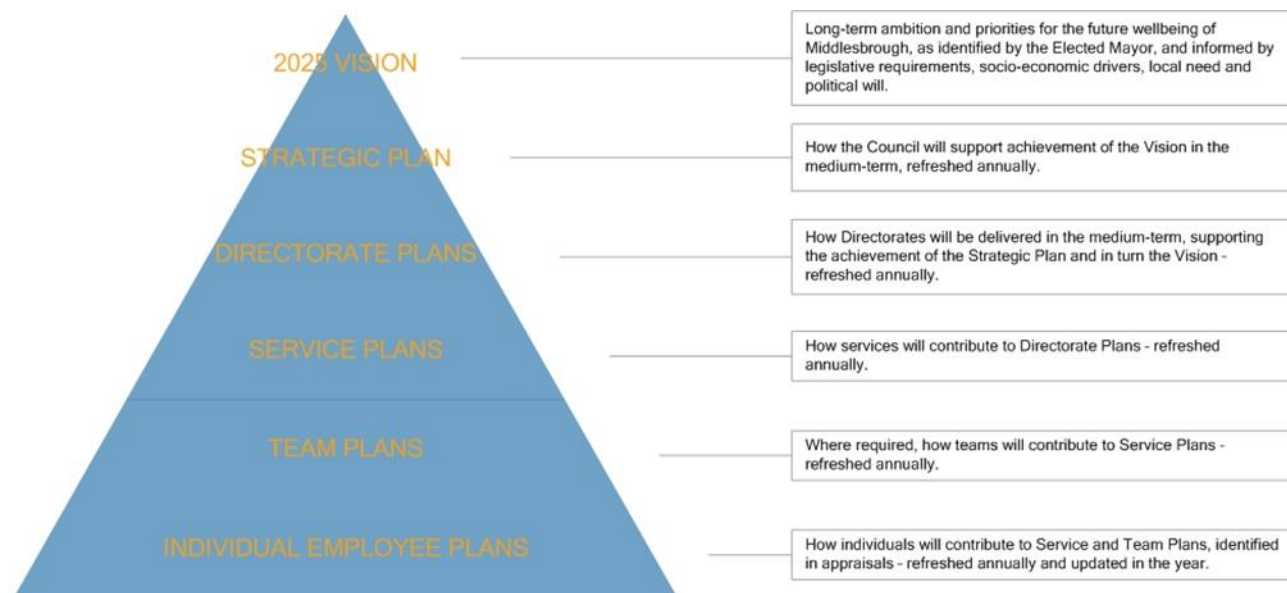 2025 VISION
Long-term ambition and priorities for the future wellbeing of
Middlesbrough, as identified by the Elected Mayor, and informed by
legislative requirements, socio-economic drivers, local need and
political will.
STRATEGIC PLAN
How the Council will support achievement of the Vision in the
medium-term, refreshed annually.
DIRECTORATE PLANS
How Directorates will be delivered in the medium-term, supporting
the achievement of the Strategic Plan and in turn the Vision -
refreshed annually.
SERVICE PLANS
How services will contribute to Directorate Plans - refreshed
annually.
TEAM PLANS
Where required, how teams will contribute to Service Plans -
refreshed annually.
INDIVIDUAL EMPLOYEE PLANS
How individuals will contribute to Service and Team Plans, identified
in appraisals - refreshed annually and updated in the year.